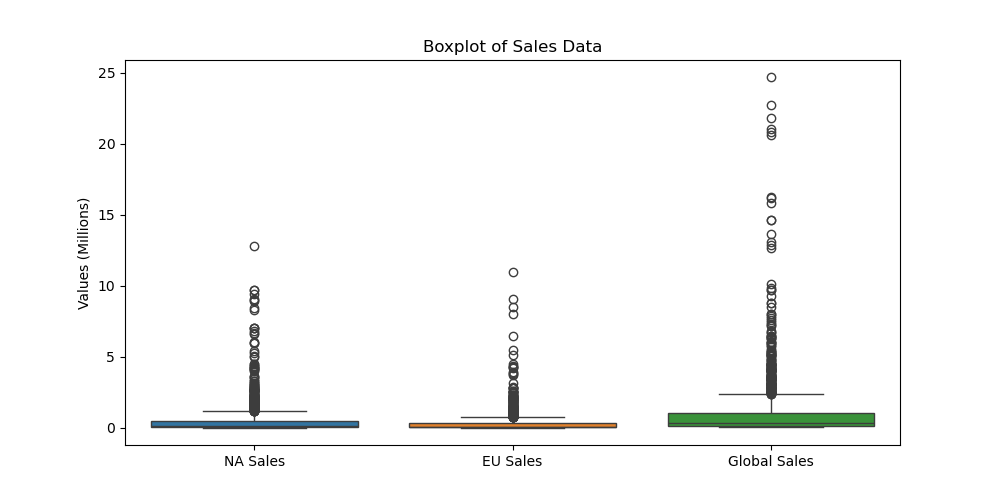 Boxplot of Sales Data
25
20
15
10
5
0
Values (Millions)
NA Sales
EU Sales
Global Sales